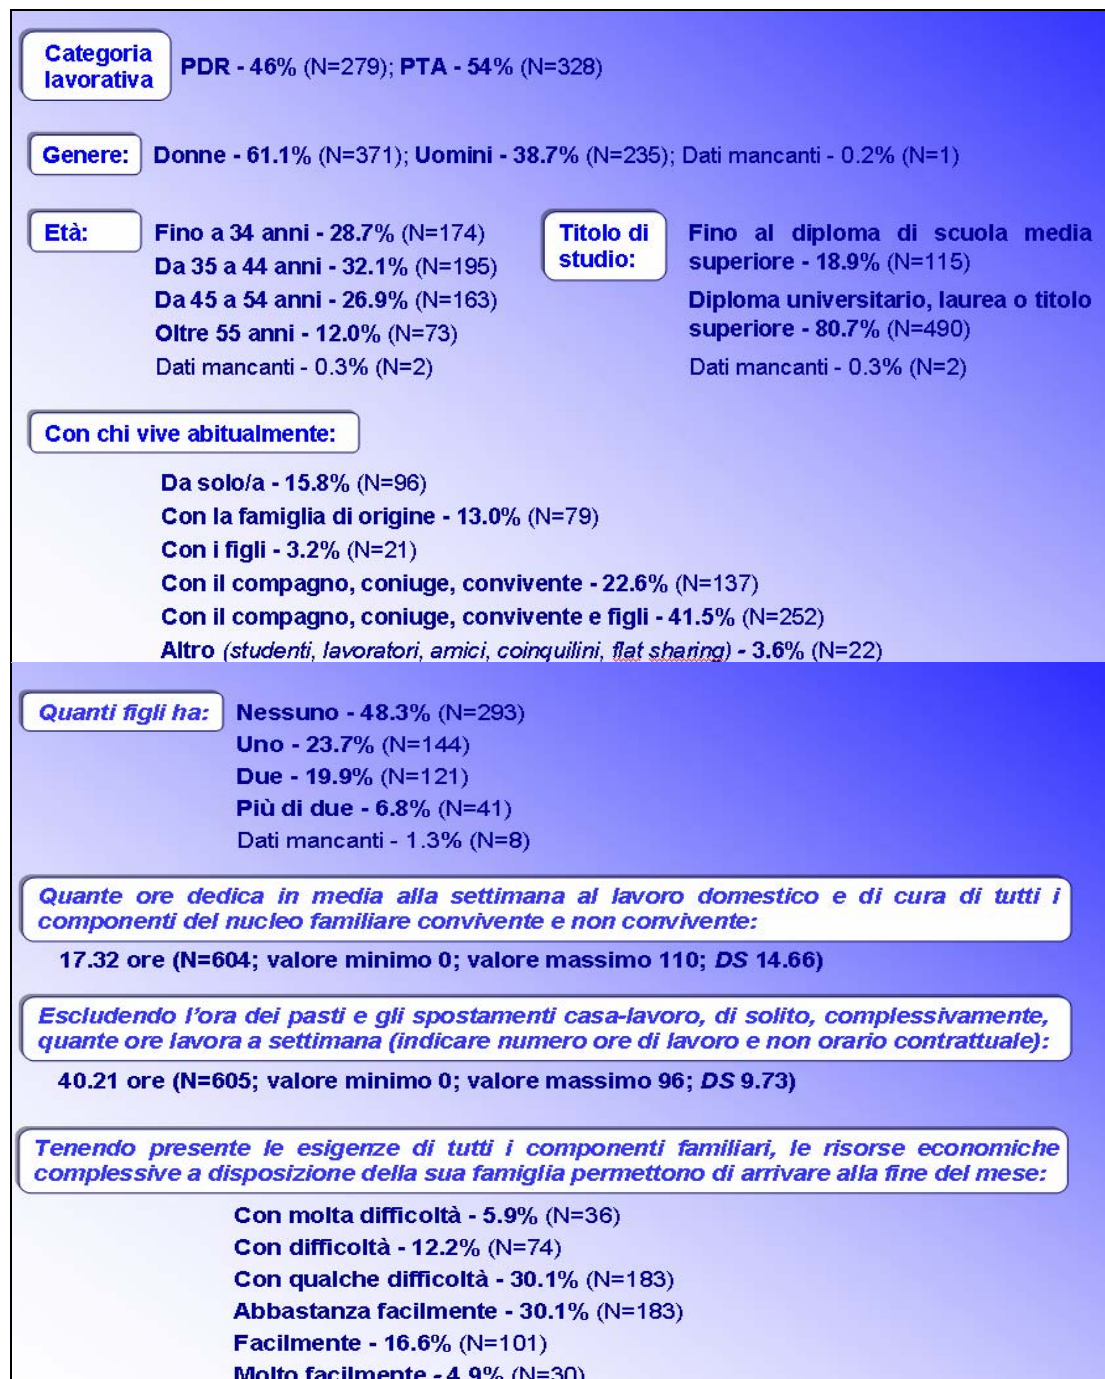 Categoria
lavorativa
PDR - 46% (N=279); PTA - 54% (N=328)
Genere:
Donne - 61.1% (N=371); Uomini - 38.7% (N=235); Dati mancanti - 0.2% (N=1)
Età:
Fino a 34 anni - 28.7% (N=174)
Da 35 a 44 anni - 32.1% (N=195)
Da 45 a 54 anni - 26.9% (N=163)
Oltre 55 anni - 12.0% (N=73)
Dati mancanti - 0.3% (N=2)
Titolo di
studio:
Fino al diploma di scuola media
superiore - 18.9% (N=115)
Diploma universitario, laurea o titolo
superiore - 80.7% (N=490)
Dati mancanti - 0.3% (N=2)
Con chi vive abitualmente:
Da solo/a - 15.8% (N=96)
Con la famiglia di origine - 13.0% (N=79)
Con i figli - 3.2% (N=21)
Con il compagno, coniuge, convivente - 22.6% (N=137)
Con il compagno, coniuge, convivente e figli - 41.5% (N=252)
Altro (studenti, lavoratori, amici, coinquilini, flat sharing) - 3.6% (N=22)
Quanti figli ha:
Nessuno - 48.3% (N=293)
Uno - 23.7% (N=144)
Due - 19.9% (N=121)
Più di due - 6.8% (N=41)
Dati mancanti - 1.3% (N=8)
Quante ore dedica in media alla settimana al lavoro domestico e di cura di tutti i
componenti del nucleo familiare convivente e non convivente:
17.32 ore (N=604; valore minimo 0; valore massimo 110; DS 14.66)
Escludendo l'ora dei pasti e gli spostamenti casa-lavoro, di solito, complessivamente,
quante ore lavora a settimana (indicare numero ore di lavoro e non orario contrattuale):
40.21 ore (N=605; valore minimo 0; valore massimo 96; DS 9.73)
Tenendo presente le esigenze di tutti i componenti familiari, le risorse economiche
complessive a disposizione della sua famiglia permettono di arrivare alla fine del mese:
Con molta difficoltà - 5.9% (N=36)
Con difficoltà - 12.2% (N=74)
Con qualche difficoltà - 30.1% (N=183)
Abbastanza facilmente - 30.1% (N=183)
Facilmente - 16.6% (N=101)
Molto facilmente - 4.9% (N=30)